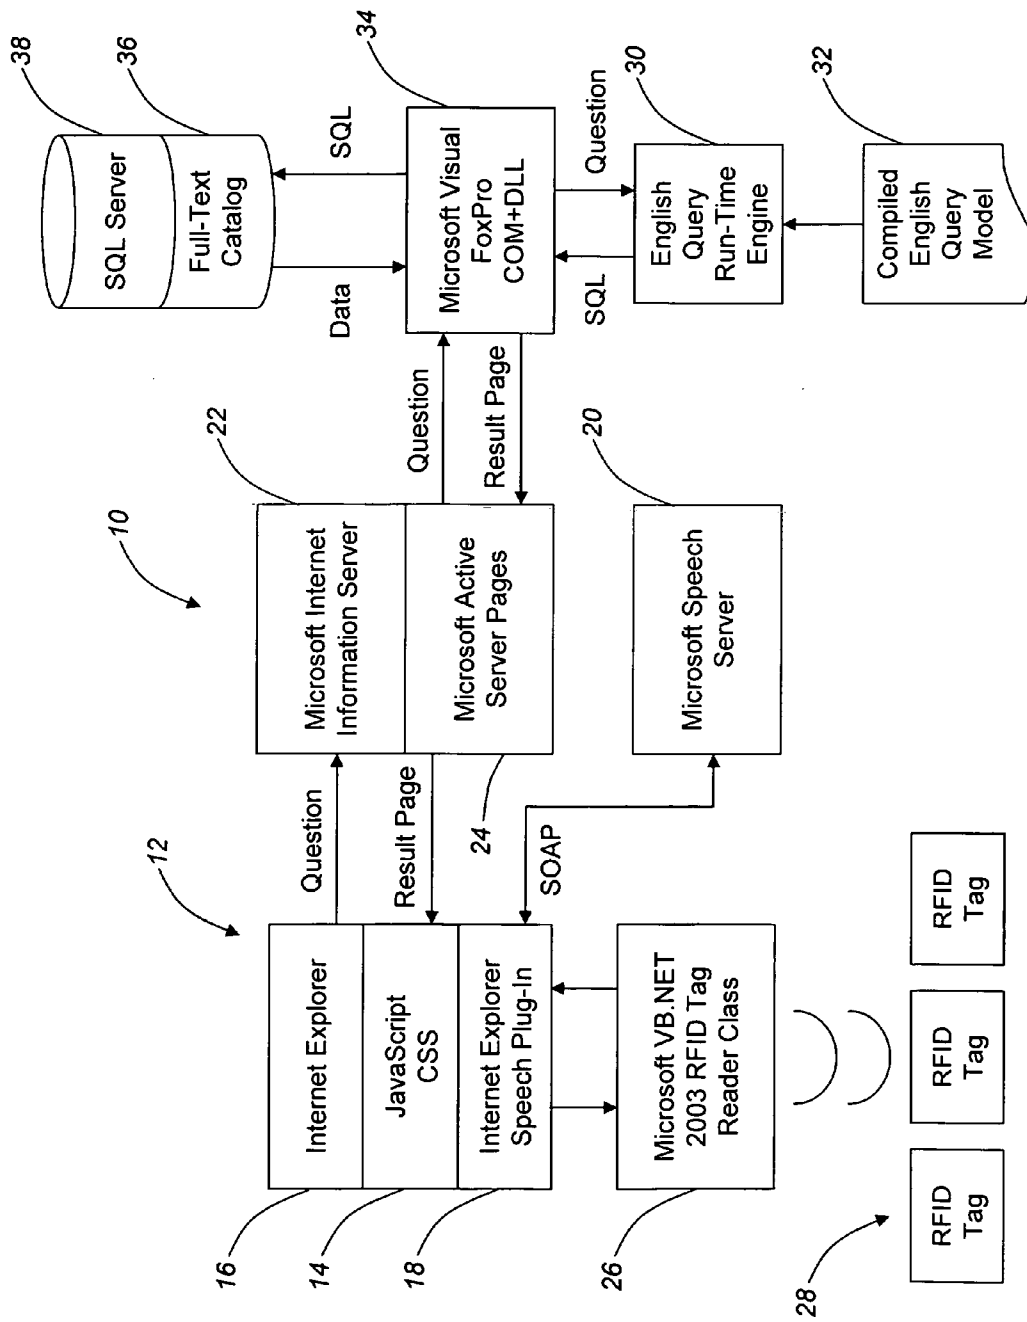 12
16
Internet Explorer
14
JavaScript
CSS
18
Internet Explorer
Speech Plug-In
26
Microsoft VB.NET
2003 RFID Tag
Reader Class
28
RFID
Tag
RFID
Tag
RFID
Tag
Question
Result Page
SOAP
10
22
Microsoft Internet
Information Server
Microsoft Active
Server Pages
24
20
Microsoft Speech
Server
Question
Result Page
38
SQL Server
36
Full-Text
Catalog
Data
SQL
34
Microsoft Visual
FoxPro
COM+DLL
SQL
Question
30
English
Query
Run-Time
Engine
32
Compiled
English
Query
Model